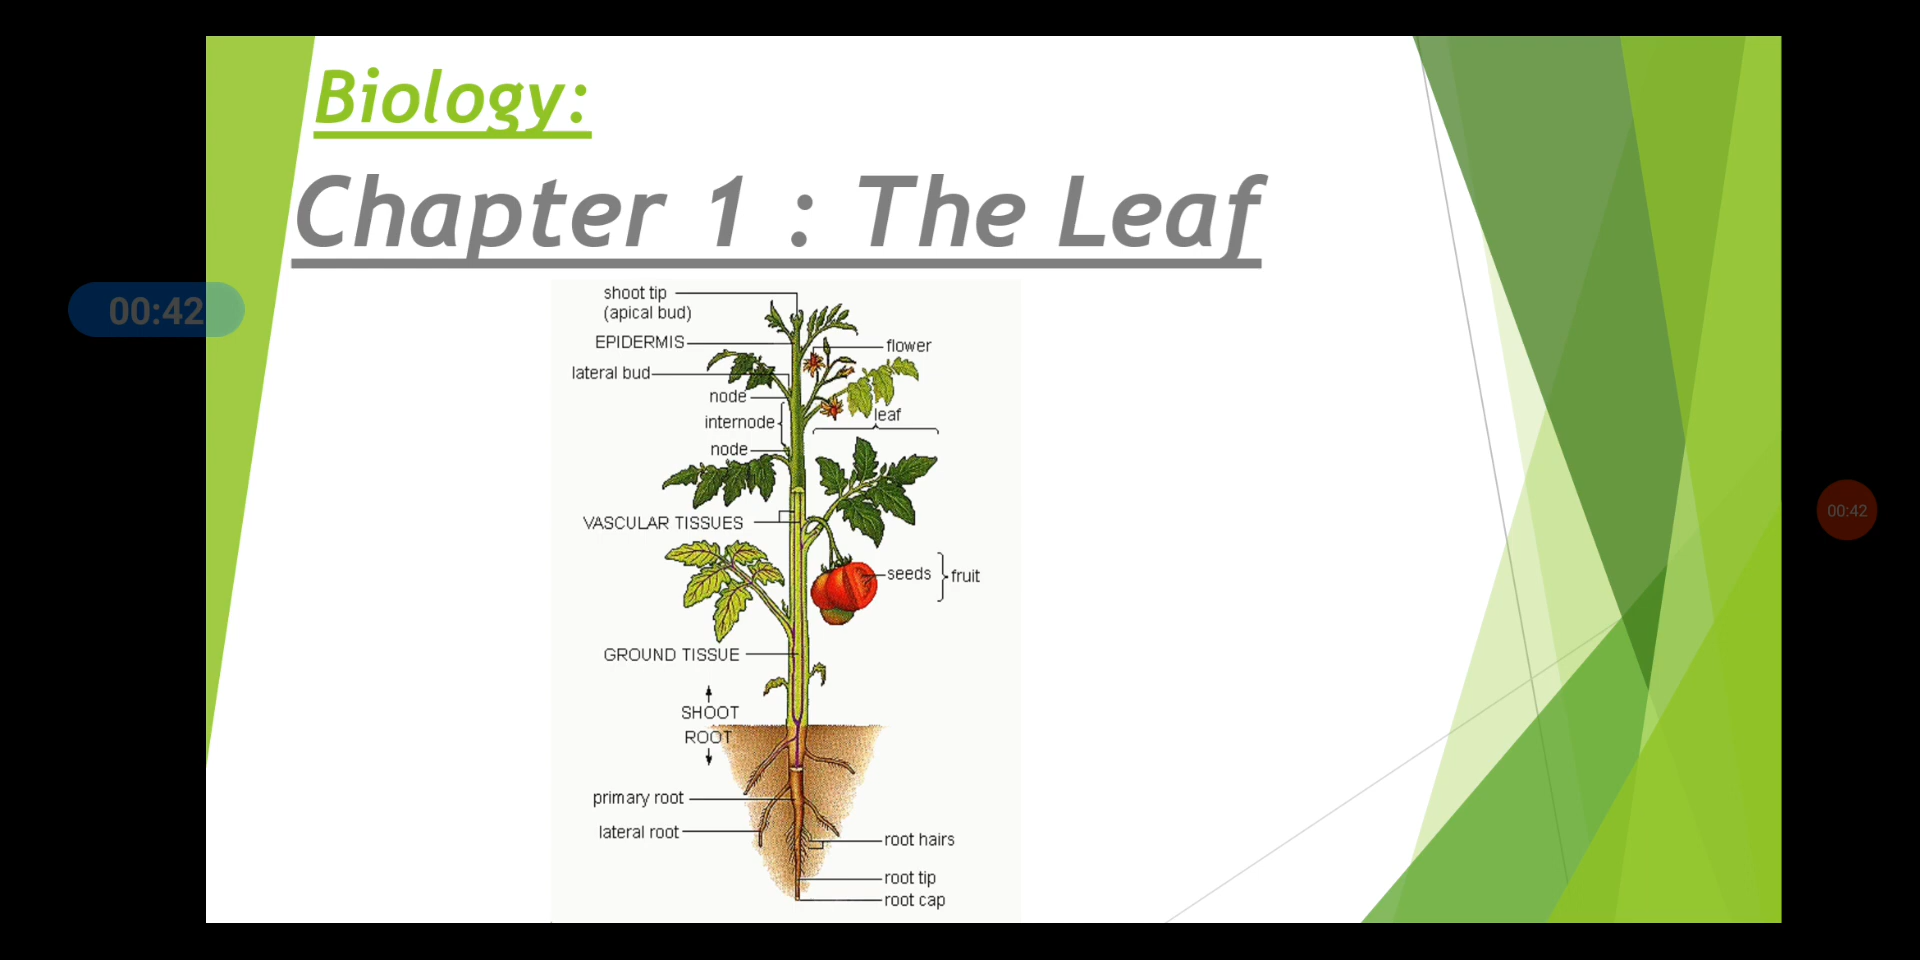 Biology:
Chapter 1 : The Leaf
00:42
shoot tip
(apical bud)
EPIDERMIS
flower
lateral bud
node
internode
leaf
node
VASCULAR TISSUES
seeds
fruit
00:42
GROUND TISSUE
SHOOT
ROOT
primary root
lateral root
root hairs
root tip
root cap